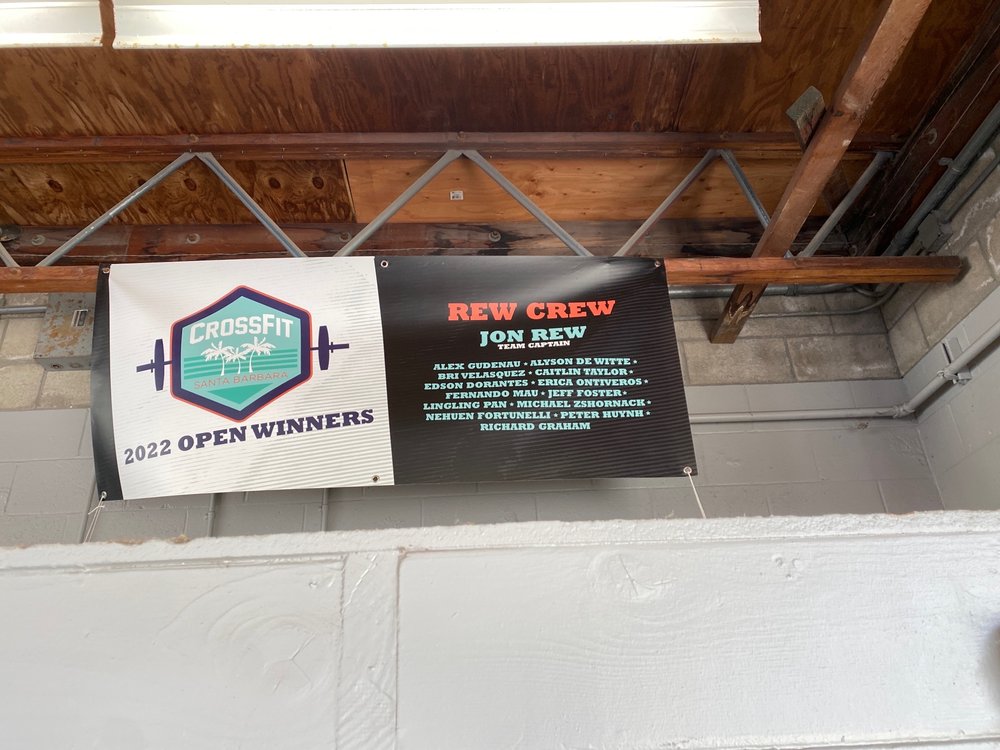 CROSSFIT
SANTA BARBARA
2022 OPEN WINNERS
REW CREW
JON REW
TEAM CAPTAIN
ALEX GUDENAU ★ ALYSON DE WITTE ★
BRI VELASQUEZ ★ CAITLIN TAYLOR ★
EDSON DORANTES ★ ERICA ONTIVEROS ★
FERNANDO MAU ★ JEFF FOSTER ★
LINGLING PAN ★ MICHAEL ZSHORNACK ★
NEHUEN FORTUNELLI ★ PETER HUYNH ★
RICHARD GRAHAM